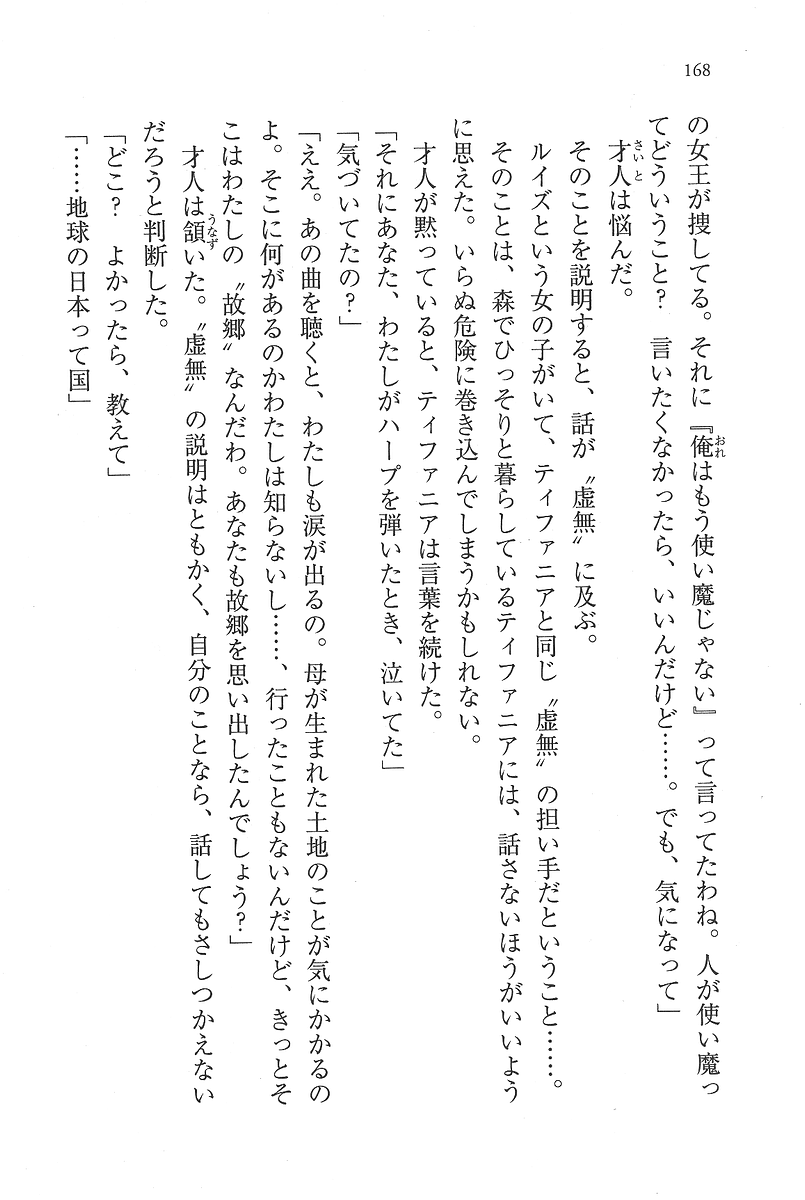 168
の女王が捜してる。それに『俺はもう使い魔じゃない』って言ってたわね。人が使い魔っ
てどういうこと？　言いたくなかったら、いいんだけど……。でも、気になって」
才人は悩んだ。
そのことを説明すると、話が〝虚無〟に及ぶ。
ルイズという女の子がいて、ティファニアと同じ〝虚無〟の担い手だということ……。
そのことは、森でひっそりと暮らしているティファニアには、話さないほうがいいよう
に思えた。いらぬ危険に巻き込んでしまうかもしれない。
才人が黙っていると、ティファニアは言葉を続けた。
「それにあなた、わたしがハープを弾いたとき、泣いてた」
「気づいてたの？」
「ええ。あの曲を聴くと、わたしも涙が出るの。母が生まれた土地のことが気にかかるの
よ。そこに何があるのかわたしは知らないし……、行ったこともないんだけど、きっとそ
こはわたしの〝故郷〟なんだわ。あなたも故郷を思い出したんでしょう？」
才人は頷いた。〝虚無〟の説明はともかく、自分のことなら、話してもさしつかえない
だろうと判断した。
「どこ？　よかったら、教えて」
「……地球の日本って国」